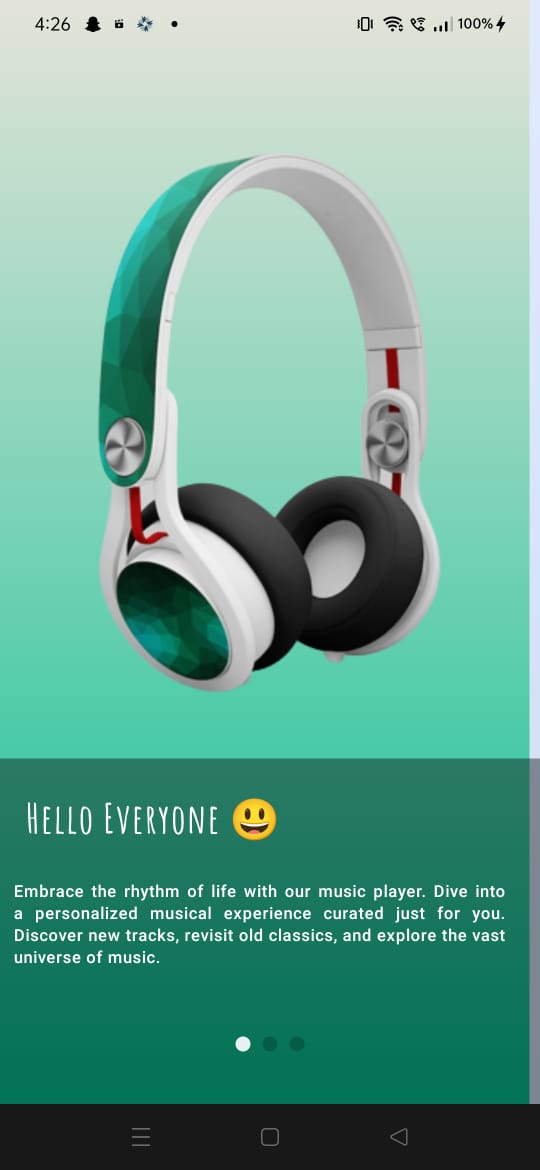 4:26 100%
Hello Everyone 😃
Embrace the rhythm of life with our music player. Dive into
a personalized musical experience curated just for you.
Discover new tracks, revisit old classics, and explore the vast
universe of music.